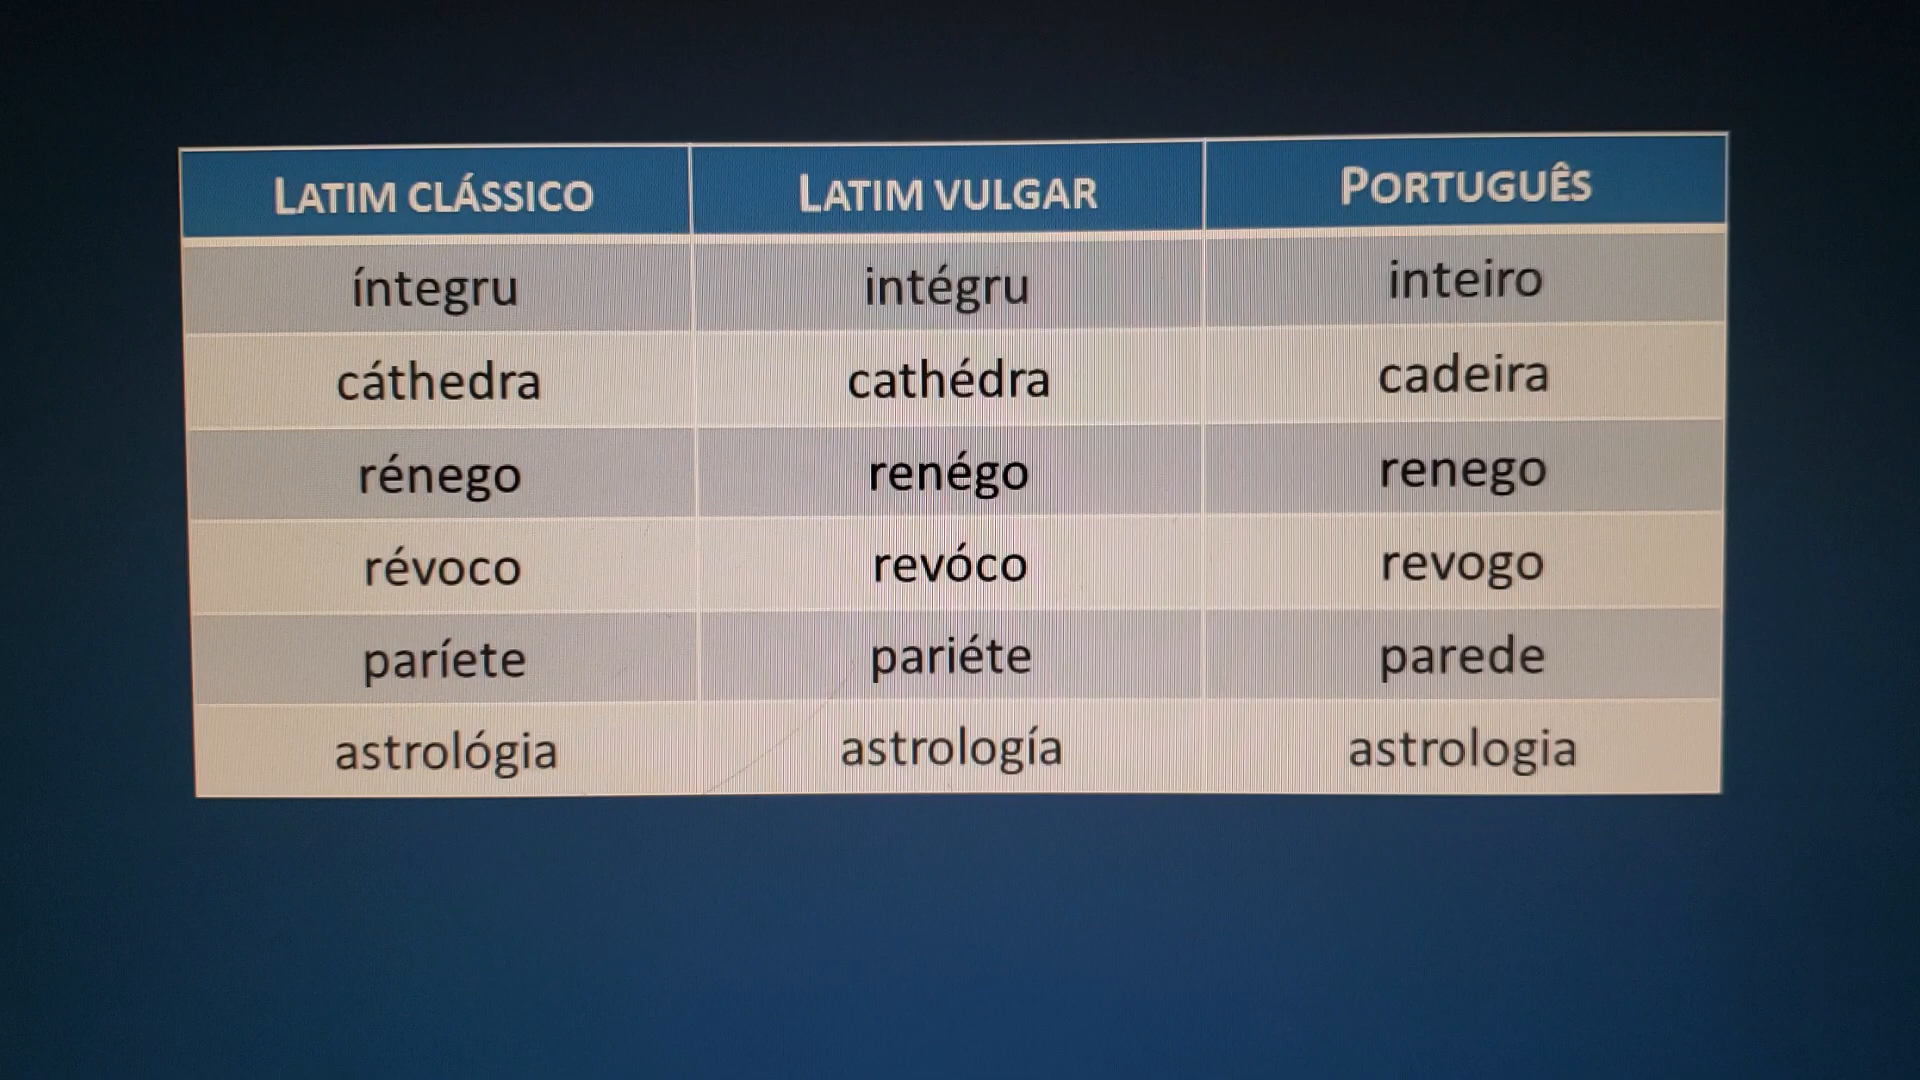 LATIM CLÁSSICO LATIM VULGAR PORTUGUÊS
íntegru intégru inteiro
cáthedra cathédra cadeira
rénego renégo renego
révoco revóco revogo
paríete pariéte parede
astrológia astrología astrologia